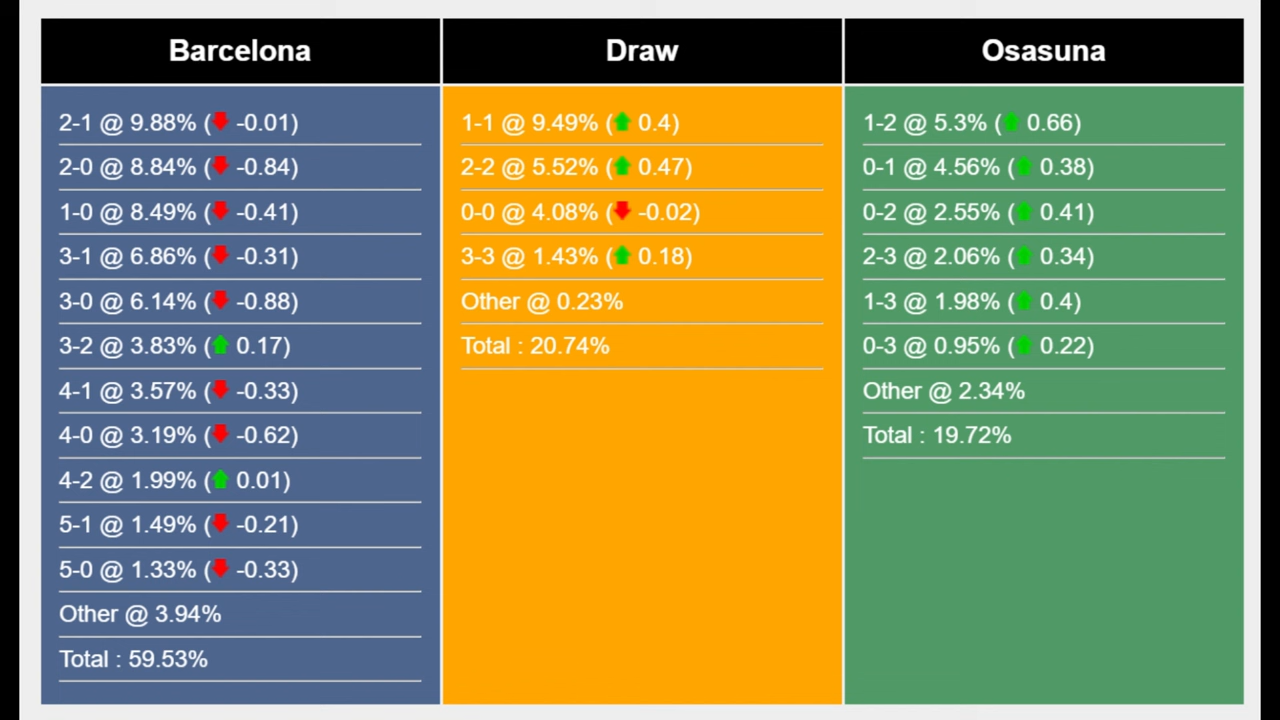 Barcelona
2-1 @ 9.88% (⬇ -0.01)
2-0 @ 8.84% (⬇ -0.84)
1-0 @ 8.49% (⬇ -0.41)
3-1 @ 6.86% (⬇ -0.31)
3-0 @ 6.14% (⬇ -0.88)
3-2 @ 3.83% (⬆ 0.17)
4-1 @ 3.57% (⬇ -0.33)
4-0 @ 3.19% (⬇ -0.62)
4-2 @ 1.99% (⬆ 0.01)
5-1 @ 1.49% (⬇ -0.21)
5-0 @ 1.33% (⬇ -0.33)
Other @ 3.94%
Total : 59.53%
Draw
1-1 @ 9.49% (⬆ 0.4)
2-2 @ 5.52% (⬆ 0.47)
0-0 @ 4.08% (⬇ -0.02)
3-3 @ 1.43% (⬆ 0.18)
Other @ 0.23%
Total : 20.74%
Osasuna
1-2 @ 5.3% (⬆ 0.66)
0-1 @ 4.56% (⬆ 0.38)
0-2 @ 2.55% (⬆ 0.41)
2-3 @ 2.06% (⬆ 0.34)
1-3 @ 1.98% (⬆ 0.4)
0-3 @ 0.95% (⬆ 0.22)
Other @ 2.34%
Total : 19.72%